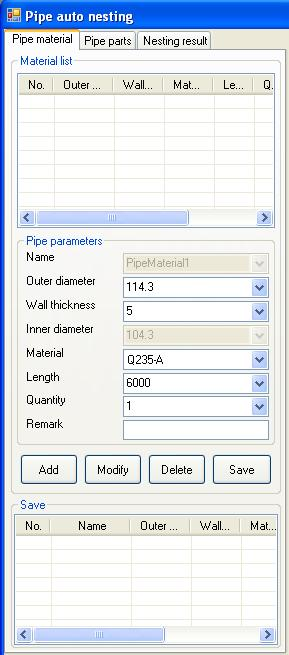 Pipe auto nesting
Pipe material Pipe parts Nesting result
Material list
No. Outer ... Wall... Mat... Le... Q.
Pipe parameters
Name PipeMaterial1
Outer diameter 114.3
Wall thickness 5
Inner diameter 104.3
Material Q235-A
Length 6000
Quantity 1
Remark
Add Modify Delete Save
Save
No. Name Outer ... Wall... Mat...